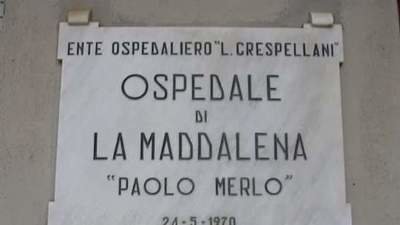 ENTE OSPEDALIERO "L. CRESPELLANI"
OSPEDALE
DI
LA MADDALENA
"PAOLO MERLO"
24-5-1970